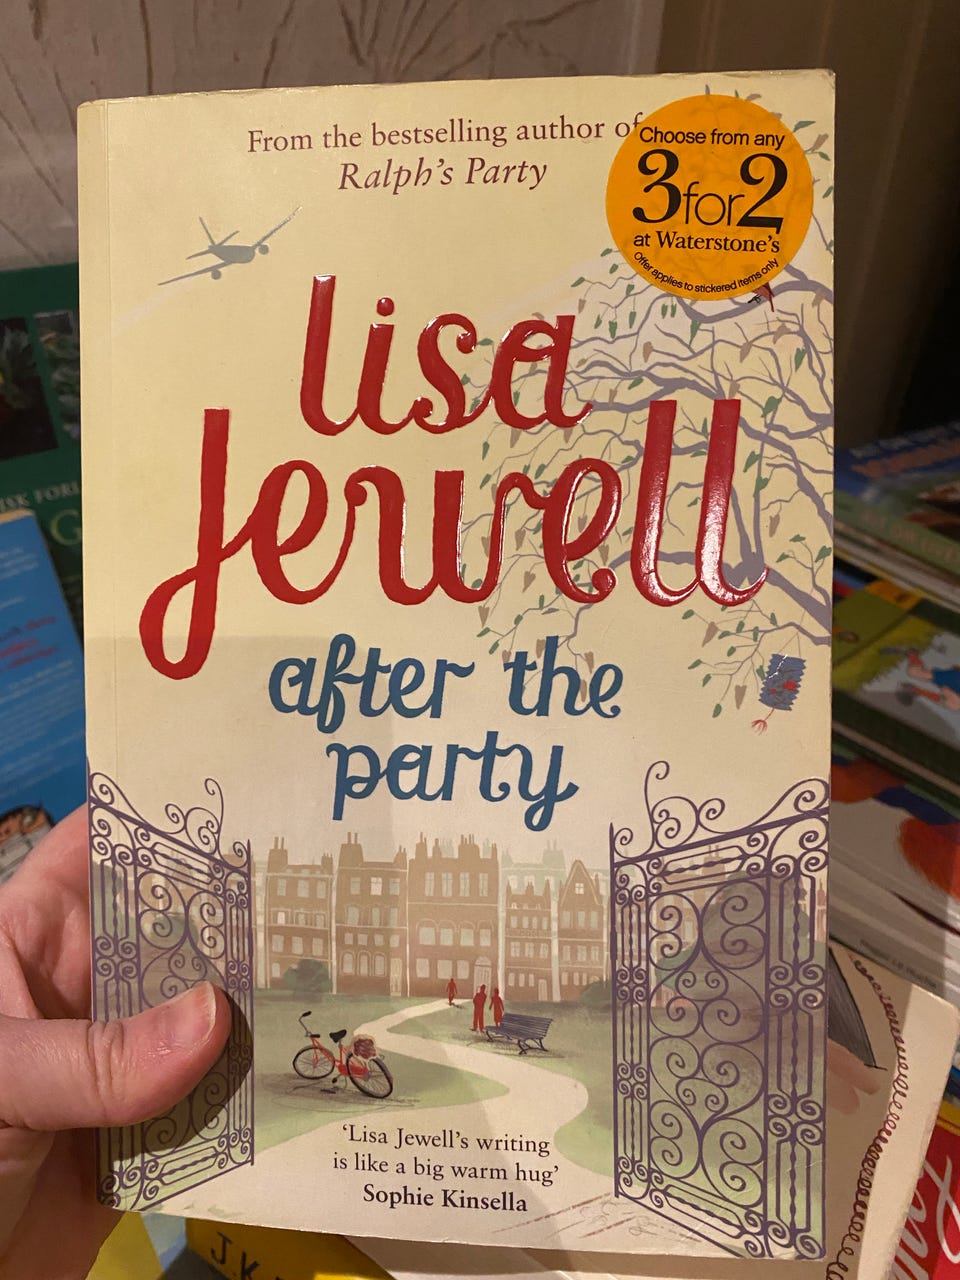 From the bestselling author of
Ralph's Party
Choose from any
3for2
at Waterstone's
Offer applies to stickered items only
lisa
Jewell
after the
party
'Lisa Jewell's writing
is like a big warm hug'
Sophie Kinsella
J.K.